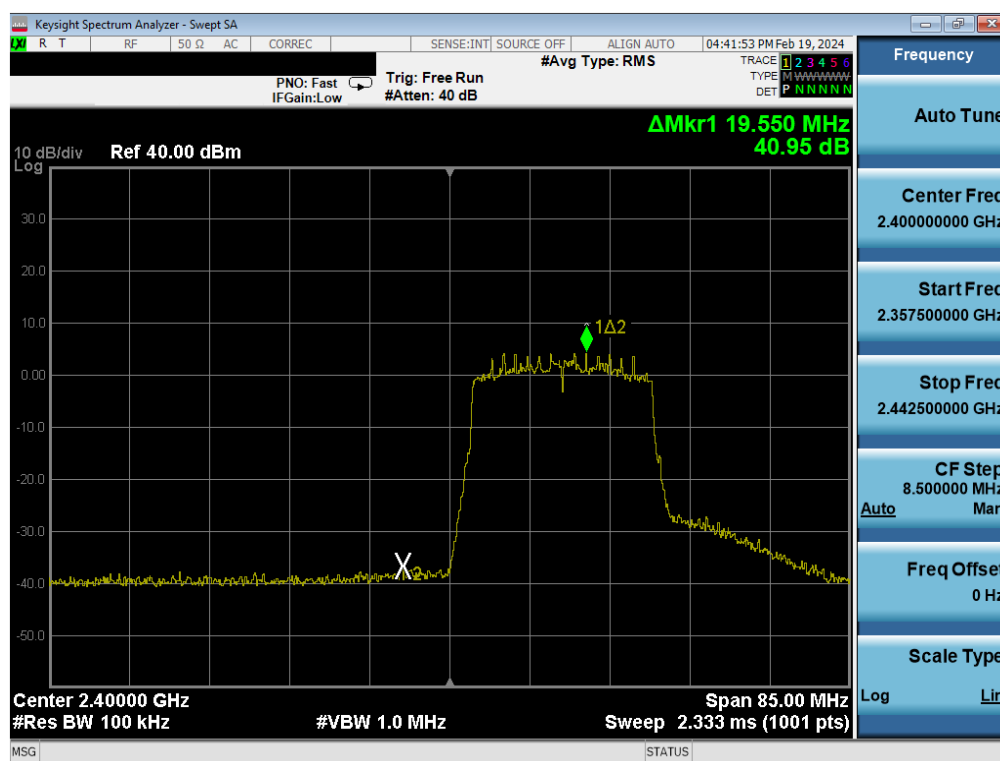 Keysight Spectrum Analyzer - Swept SA
LXI R T RF 50 Ω AC CORREC SENSE:INT SOURCE OFF ALIGN AUTO 04:41:53 PM Feb 19, 2024
#Avg Type: RMS
TRACE 1 2 3 4 5 6
PNO: Fast
Trig: Free Run
TYPE M WWWWW
IFGain:Low
#Atten: 40 dB
DET P N N N N N
ΔMkr1 19.550 MHz
40.95 dB
10 dB/div Ref 40.00 dBm
Log
30.0
20.0
10.0
0.00
-10.0
-20.0
-30.0
-40.0
-50.0
1Δ2
X2
Center 2.40000 GHz
Span 85.00 MHz
#Res BW 100 kHz
#VBW 1.0 MHz
Sweep 2.333 ms (1001 pts)
MSG
STATUS
Frequency
Auto Tune
Center Freq
2.400000000 GHz
Start Freq
2.357500000 GHz
Stop Freq
2.442500000 GHz
CF Step
8.500000 MHz
Auto Man
Freq Offset
0 Hz
Scale Type
Log Lin